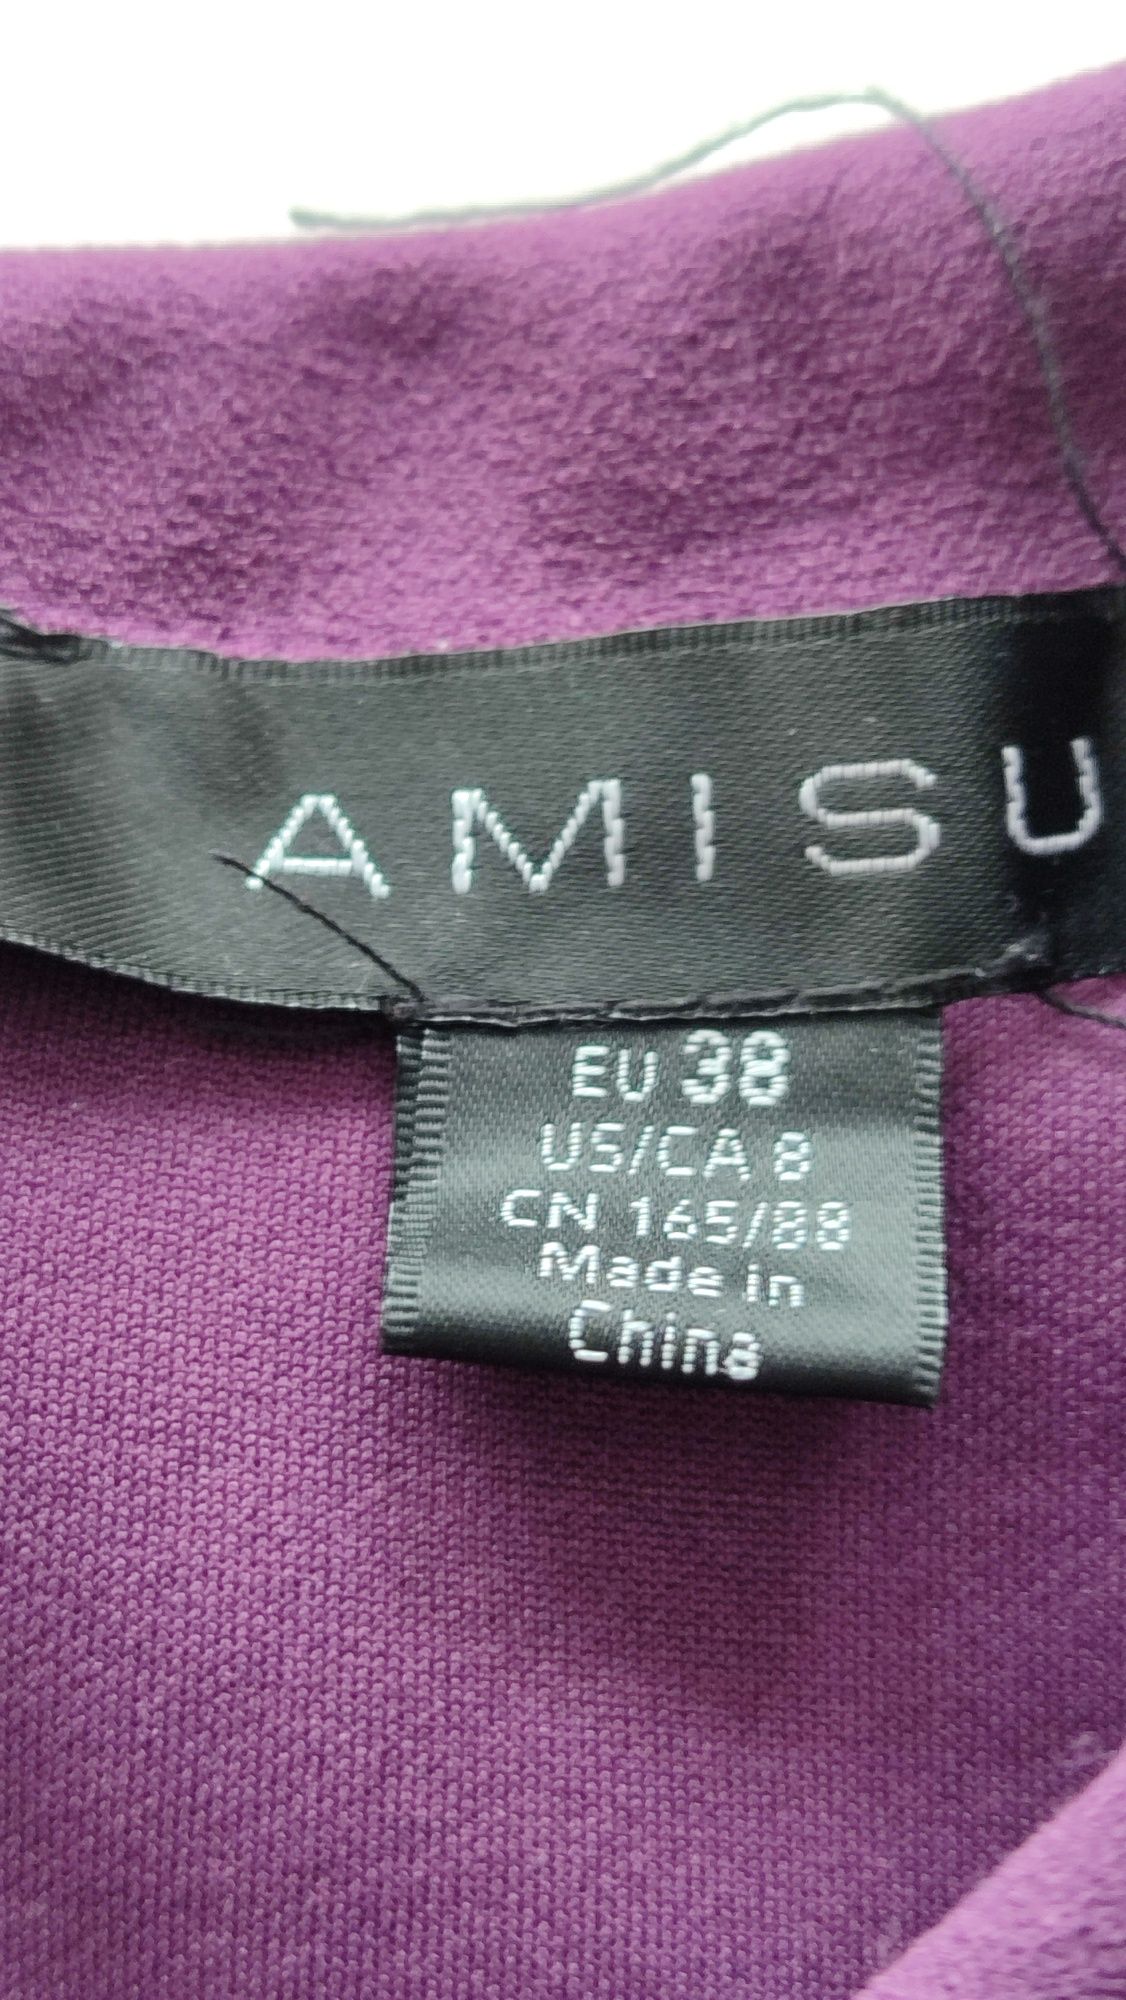 AMISU
EU 38
US/CA 8
CN 165/88
Made in
China